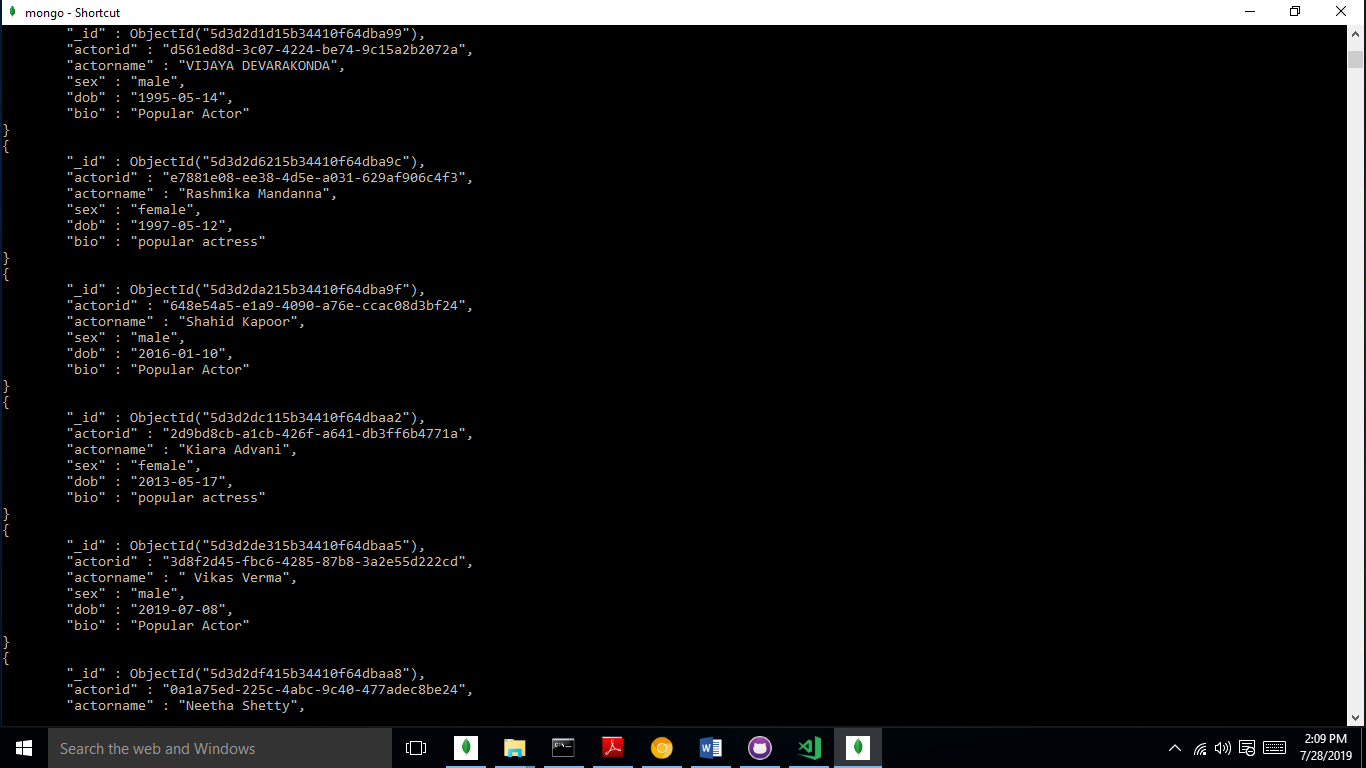 mongo - Shortcut
"_id" : ObjectId("5d3d2d1d15b34410f64dba99"),
"actorid" : "d561ed8d-3c07-4224-be74-9c15a2b2072a",
"actorname" : "VIJAYA DEVARAKONDA",
"sex" : "male",
"dob" : "1995-05-14",
"bio" : "Popular Actor"
}
{
"_id" : ObjectId("5d3d2d6215b34410f64dba9c"),
"actorid" : "e7881e08-ee38-4d5e-a031-629af906c4f3",
"actorname" : "Rashmika Mandanna",
"sex" : "female",
"dob" : "1997-05-12",
"bio" : "popular actress"
}
{
"_id" : ObjectId("5d3d2da215b34410f64dba9f"),
"actorid" : "648e54a5-e1a9-4090-a76e-ccac08d3bf24",
"actorname" : "Shahid Kapoor",
"sex" : "male",
"dob" : "2016-01-10",
"bio" : "Popular Actor"
}
{
"_id" : ObjectId("5d3d2dc115b34410f64dbaa2"),
"actorid" : "2d9bd8cb-a1cb-426f-a641-db3ff6b4771a",
"actorname" : "Kiara Advani",
"sex" : "female",
"dob" : "2013-05-17",
"bio" : "popular actress"
}
{
"_id" : ObjectId("5d3d2de315b34410f64dbaa5"),
"actorid" : "3d8f2d45-fbc6-4285-87b8-3a2e55d222cd",
"actorname" : " Vikas Verma",
"sex" : "male",
"dob" : "2019-07-08",
"bio" : "Popular Actor"
}
{
"_id" : ObjectId("5d3d2df415b34410f64dbaa8"),
"actorid" : "0a1a75ed-225c-4abc-9c40-477adec8be24",
"actorname" : "Neetha Shetty",
Search the web and Windows
2:09 PM
7/28/2019